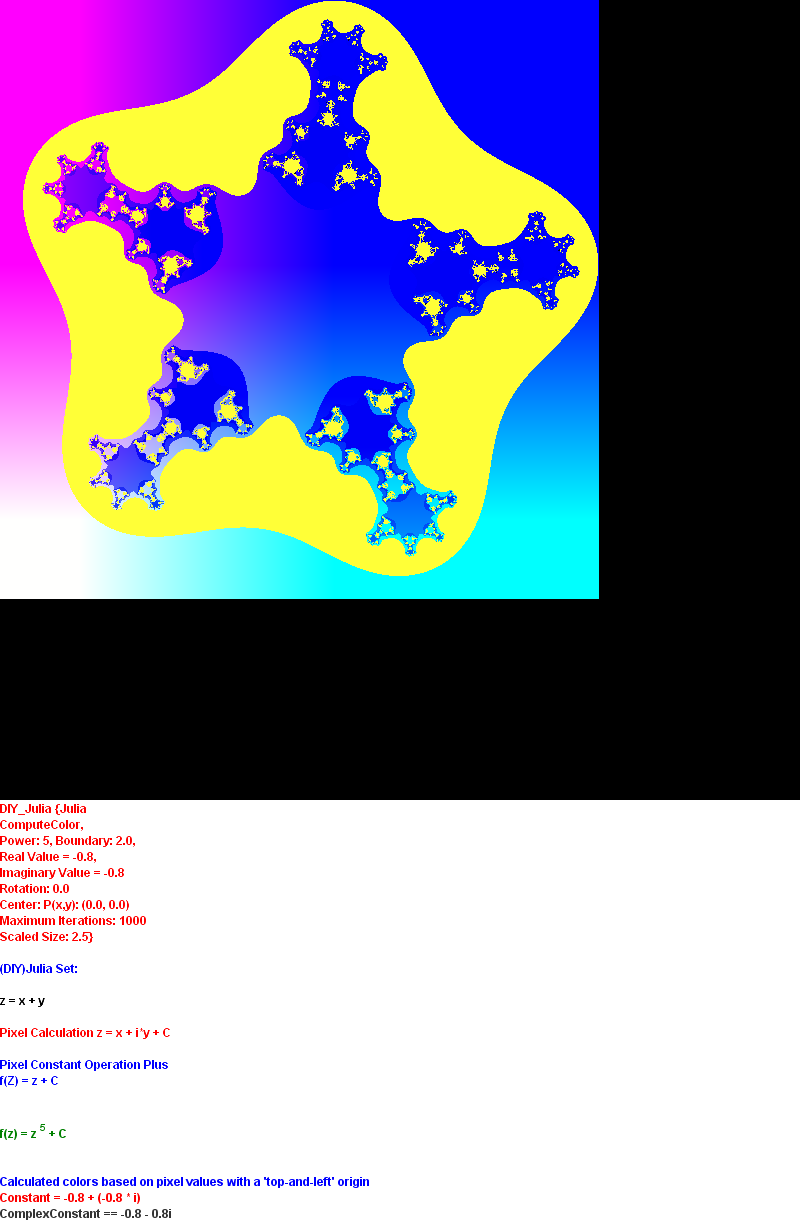 DIY_Julia {Julia
ComputeColor,
Power: 5, Boundary: 2.0,
Real Value = -0.8,
Imaginary Value = -0.8
Rotation: 0.0
Center: P(x,y): (0.0, 0.0)
Maximum Iterations: 1000
Scaled Size: 2.5}
(DIY)Julia Set:
z = x + y
Pixel Calculation z = x + i*y + C
Pixel Constant Operation Plus
f(Z) = z + C
f(z) = z 5 + C
Calculated colors based on pixel values with a 'top-and-left' origin
Constant = -0.8 + (-0.8 * i)
ComplexConstant == -0.8 - 0.8i